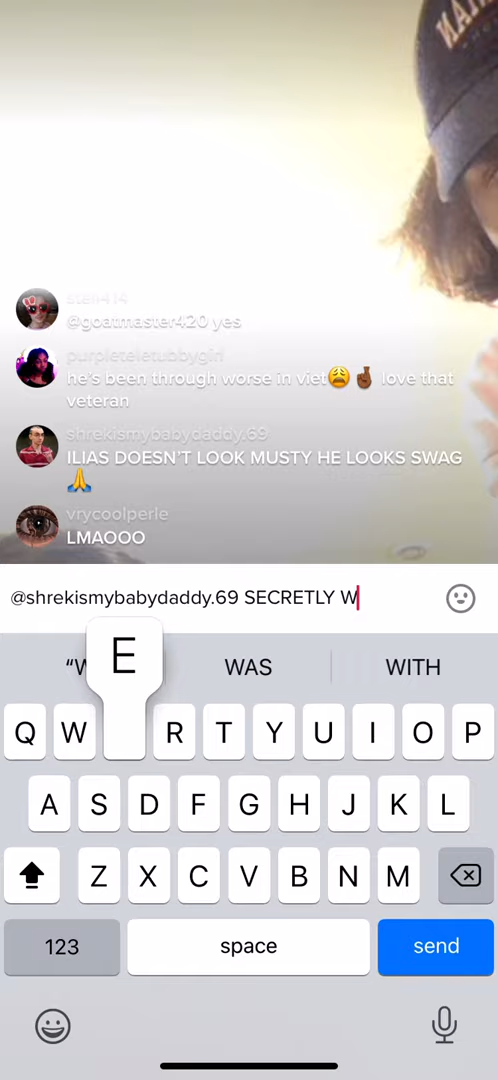 stalli414
@goatmaster420 yes
purpleteletubbygirl
he's been through worse in viet😩🤞🏾 love that
veteran
shrekismybabydaddy.69
ILIAS DOESN'T LOOK MUSTY HE LOOKS SWAG
🙏
vrycoolperle
LMAOOO
@shrekismybabydaddy.69 SECRETLY W
E
"W WAS WITH
Q W R T Y U I O P
A S D F G H J K L
Z X C V B N M
123 space send